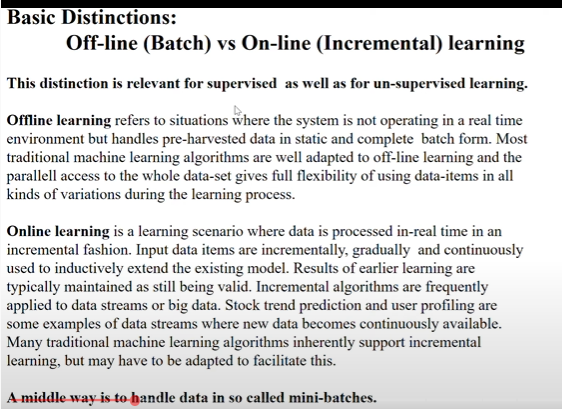 Basic Distinctions:
Off-line (Batch) vs On-line (Incremental) learning
This distinction is relevant for supervised as well as for un-supervised learning.
Offline learning refers to situations where the system is not operating in a real time
environment but handles pre-harvested data in static and complete batch form. Most
traditional machine learning algorithms are well adapted to off-line learning and the
parallell access to the whole data-set gives full flexibility of using data-items in all
kinds of variations during the learning process.
Online learning is a learning scenario where data is processed in-real time in an
incremental fashion. Input data items are incrementally, gradually and continuously
used to inductively extend the existing model. Results of earlier learning are
typically maintained as still being valid. Incremental algorithms are frequently
applied to data streams or big data. Stock trend prediction and user profiling are
some examples of data streams where new data becomes continuously available.
Many traditional machine learning algorithms inherently support incremental
learning, but may have to be adapted to facilitate this.
A middle way is to handle data in so called mini-batches.